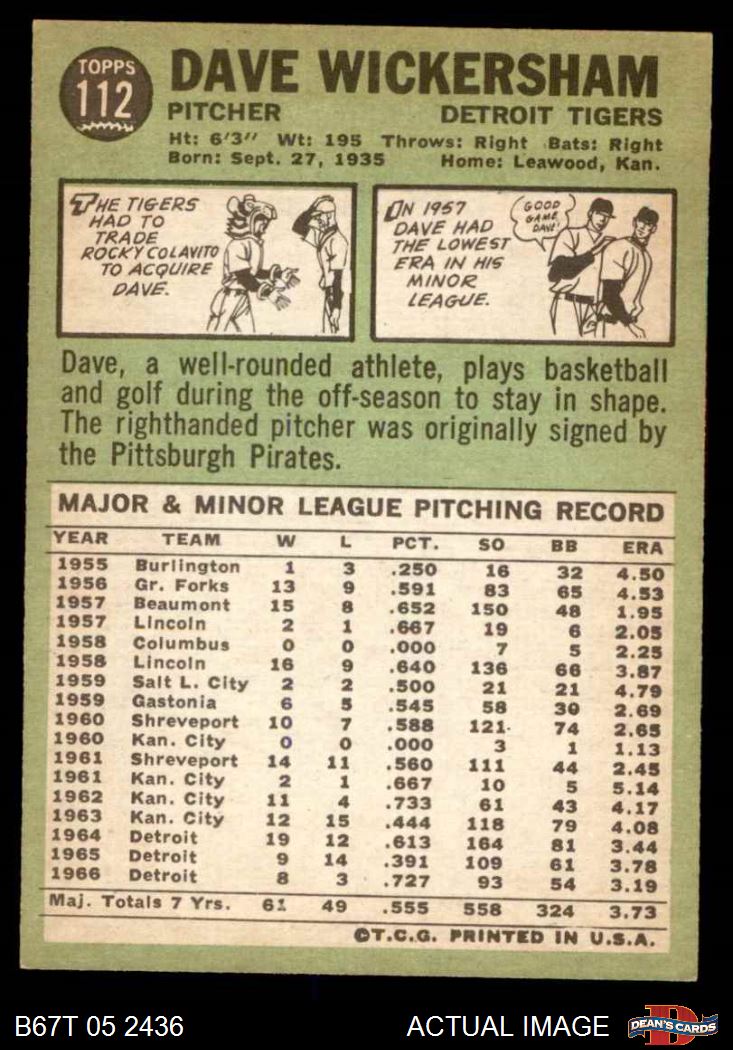 TOPPS
112
DAVE WICKERSHAM
PITCHER DETROIT TIGERS
Ht: 6'3" Wt: 195 Throws: Right Bats: Right
Born: Sept. 27, 1935 Home: Leawood, Kan.
THE TIGERS
HAD TO
TRADE
ROCKY COLAVITO
TO ACQUIRE
DAVE.
IN 1957
DAVE HAD
THE LOWEST
ERA IN HIS
MINOR
LEAGUE.
GOOD
GAME
DAVE!
Dave, a well-rounded athlete, plays basketball
and golf during the off-season to stay in shape.
The righthanded pitcher was originally signed by
the Pittsburgh Pirates.
MAJOR & MINOR LEAGUE PITCHING RECORD
YEAR TEAM W L PCT. SO BB ERA
1955 Burlington 1 3 .250 16 32 4.50
1956 Gr. Forks 13 9 .591 83 65 4.53
1957 Beaumont 15 8 .652 150 48 1.95
1957 Lincoln 2 1 .667 19 6 2.05
1958 Columbus 0 0 .000 7 5 2.25
1958 Lincoln 16 9 .640 136 66 3.87
1959 Salt L. City 2 2 .500 21 21 4.79
1959 Gastonia 6 5 .545 58 30 2.69
1960 Shreveport 10 7 .588 121 74 2.65
1960 Kan. City 0 0 .000 3 1 1.13
1961 Shreveport 14 11 .560 111 44 2.45
1961 Kan. City 2 1 .667 10 5 5.14
1962 Kan. City 11 4 .733 61 43 4.17
1963 Kan. City 12 15 .444 118 79 4.08
1964 Detroit 19 12 .613 164 81 3.44
1965 Detroit 9 14 .391 109 61 3.78
1966 Detroit 8 3 .727 93 54 3.19
Maj. Totals 7 Yrs. 61 49 .555 558 324 3.73
©T.C.G. PRINTED IN U.S.A.
B67T 05 2436 ACTUAL IMAGE D DEAN'S CARDS